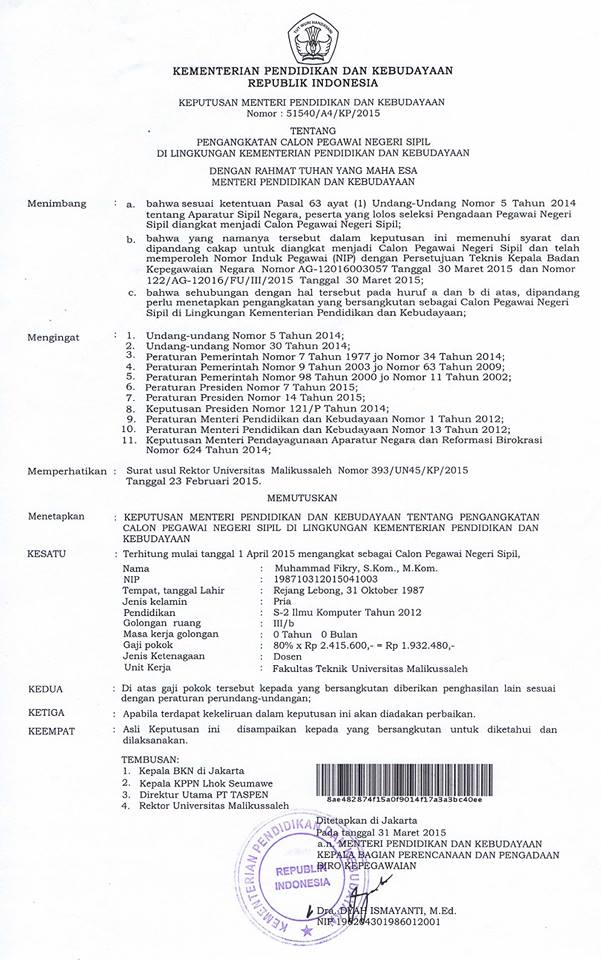 TUT WURI HANDAYANI
KEMENTERIAN PENDIDIKAN DAN KEBUDAYAAN
REPUBLIK INDONESIA
KEPUTUSAN MENTERI PENDIDIKAN DAN KEBUDAYAAN
Nomor : 51540/A4/KP/2015
TENTANG
PENGANGKATAN CALON PEGAWAI NEGERI SIPIL
DI LINGKUNGAN KEMENTERIAN PENDIDIKAN DAN KEBUDAYAAN
DENGAN RAHMAT TUHAN YANG MAHA ESA
MENTERI PENDIDIKAN DAN KEBUDAYAAN
Menimbang : a. bahwa sesuai ketentuan Pasal 63 ayat (1) Undang-Undang Nomor 5 Tahun 2014
tentang Aparatur Sipil Negara, peserta yang lolos seleksi Pengadaan Pegawai Negeri
Sipil diangkat menjadi Calon Pegawai Negeri Sipil;
b. bahwa yang namanya tersebut dalam keputusan ini memenuhi syarat dan
dipandang cakap untuk diangkat menjadi Calon Pegawai Negeri Sipil dan telah
memperoleh Nomor Induk Pegawai (NIP) dengan Persetujuan Teknis Kepala Badan
Kepegawaian Negara Nomor AG-12016003057 Tanggal 30 Maret 2015 dan Nomor
122/AG-12016/FU/III/2015 Tanggal 30 Maret 2015;
c. bahwa sehubungan dengan hal tersebut pada huruf a dan b di atas, dipandang
perlu menetapkan pengangkatan yang bersangkutan sebagai Calon Pegawai Negeri
Sipil di Lingkungan Kementerian Pendidikan dan Kebudayaan;
Mengingat : 1. Undang-undang Nomor 5 Tahun 2014;
2. Undang-undang Nomor 30 Tahun 2014;
3. Peraturan Pemerintah Nomor 7 Tahun 1977 jo Nomor 34 Tahun 2014;
4. Peraturan Pemerintah Nomor 9 Tahun 2003 jo Nomor 63 Tahun 2009;
5. Peraturan Pemerintah Nomor 98 Tahun 2000 jo Nomor 11 Tahun 2002;
6. Peraturan Presiden Nomor 7 Tahun 2015;
7. Peraturan Presiden Nomor 14 Tahun 2015;
8. Keputusan Presiden Nomor 121/P Tahun 2014;
9. Peraturan Menteri Pendidikan dan Kebudayaan Nomor 1 Tahun 2012;
10. Peraturan Menteri Pendidikan dan Kebudayaan Nomor 13 Tahun 2012;
11. Keputusan Menteri Pendayagunaan Aparatur Negara dan Reformasi Birokrasi
Nomor 624 Tahun 2014;
Memperhatikan : Surat usul Rektor Universitas Malikussaleh Nomor 393/UN45/KP/2015
Tanggal 23 Februari 2015.
MEMUTUSKAN
Menetapkan : KEPUTUSAN MENTERI PENDIDIKAN DAN KEBUDAYAAN TENTANG PENGANGKATAN
CALON PEGAWAI NEGERI SIPIL DI LINGKUNGAN KEMENTERIAN PENDIDIKAN DAN
KEBUDAYAAN
KESATU : Terhitung mulai tanggal 1 April 2015 mengangkat sebagai Calon Pegawai Negeri Sipil,
Nama : Muhammad Fikry, S.Kom., M.Kom.
NIP : 198710312015041003
Tempat, tanggal Lahir : Rejang Lebong, 31 Oktober 1987
Jenis kelamin : Pria
Pendidikan : S-2 Ilmu Komputer Tahun 2012
Golongan ruang : III/b
Masa kerja golongan : 0 Tahun 0 Bulan
Gaji pokok : 80% x Rp 2.415.600,- = Rp 1.932.480,-
Jenis Ketenagaan : Dosen
Unit Kerja : Fakultas Teknik Universitas Malikussaleh
KEDUA : Di atas gaji pokok tersebut kepada yang bersangkutan diberikan penghasilan lain sesuai
dengan peraturan perundang-undangan;
KETIGA : Apabila terdapat kekeliruan dalam keputusan ini akan diadakan perbaikan.
KEEMPAT : Asli Keputusan ini disampaikan kepada yang bersangkutan untuk diketahui dan
dilaksanakan.
TEMBUSAN:
1. Kepala BKN di Jakarta
2. Kepala KPPN Lhok Seumawe
3. Direktur Utama PT TASPEN
4. Rektor Universitas Malikussaleh
8ae482874f15a0f9014f17a3a3bc40ee
Ditetapkan di Jakarta
Pada tanggal 31 Maret 2015
a.n. MENTERI PENDIDIKAN DAN KEBUDAYAAN
KEPALA BAGIAN PERENCANAAN DAN PENGADAAN
BIRO KEPEGAWAIAN
KEMENTERIAN PENDIDIKAN DAN KEBUDAYAAN
REPUBLIK
INDONESIA
Dra. DYAH ISMAYANTI, M.Ed.
NIP 196204301986012001